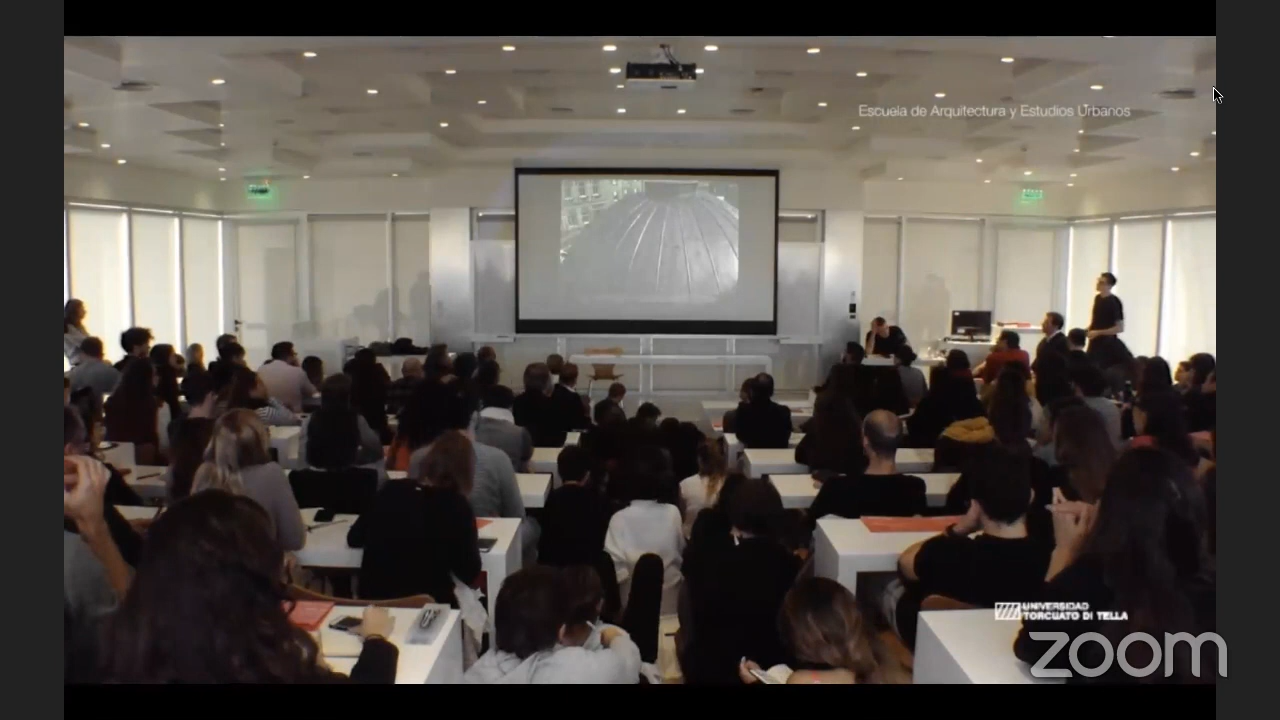 Escuela de Arquitectura y Estudios Urbanos
UNIVERSIDAD
TORCUATO DI TELLA
zoom